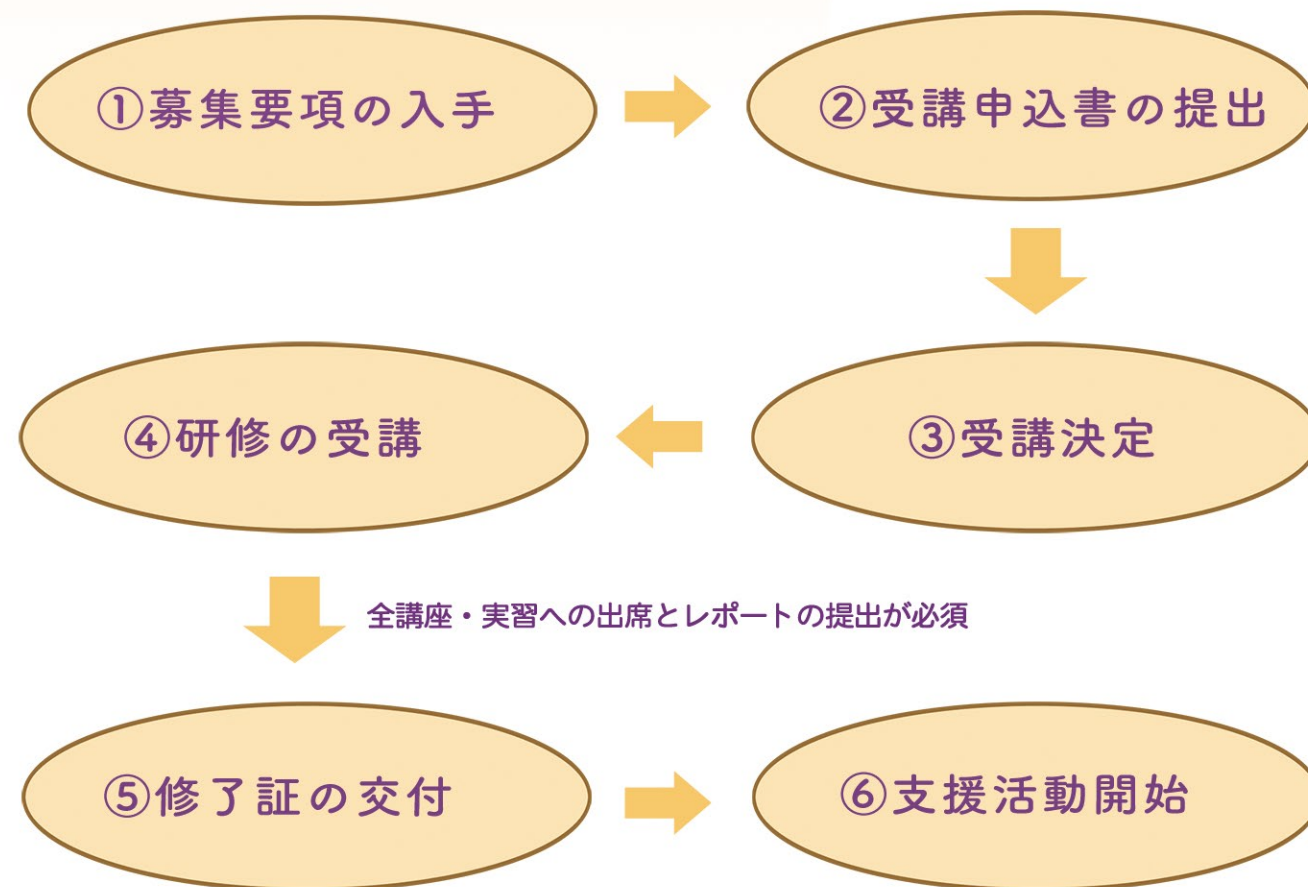 ①募集要項の入手
②受講申込書の提出
③受講決定
④研修の受講
全講座・実習への出席とレポートの提出が必須
⑤修了証の交付
⑥支援活動開始